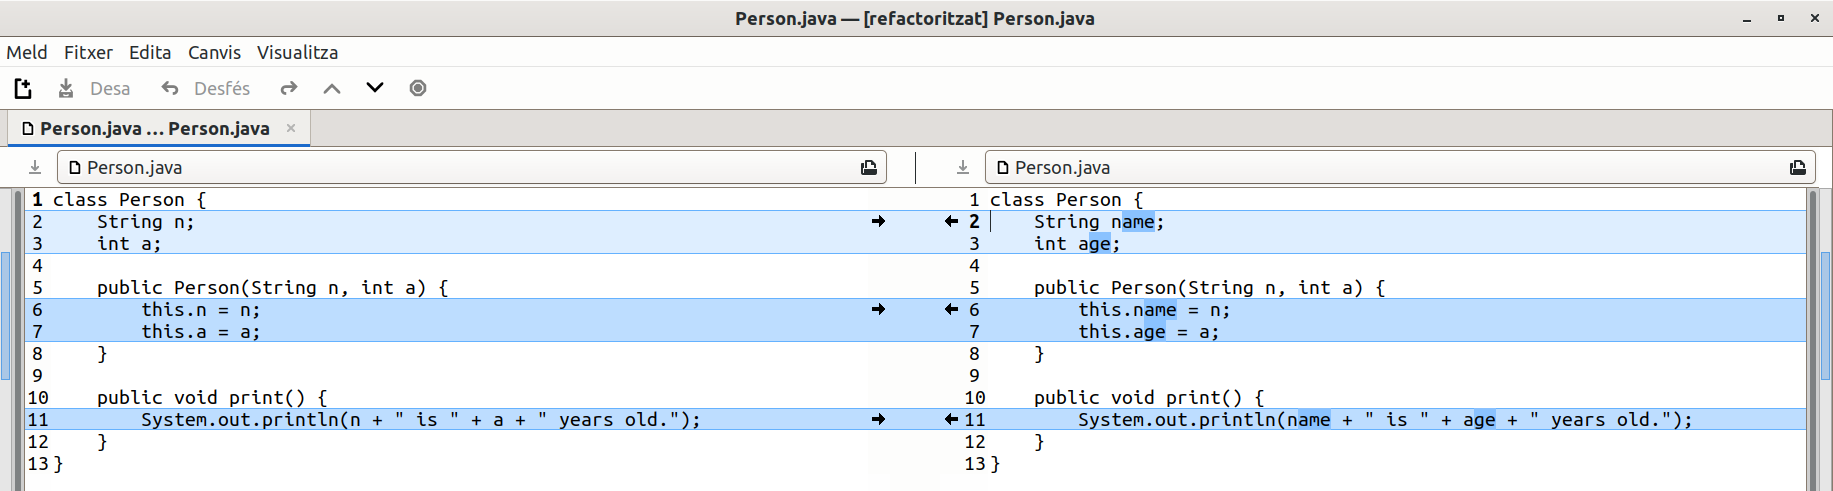 Person.java — [refactoritzat] Person.java
Meld Fitxer Edita Canvis Visualitza
Desa Desfés
Person.java ... Person.java ×
Person.java
1 class Person {
2     String n;
3     int a;
4
5     public Person(String n, int a) {
6         this.n = n;
7         this.a = a;
8     }
9
10     public void print() {
11         System.out.println(n + " is " + a + " years old.");
12     }
13 }
Person.java
1 class Person {
2     String name;
3     int age;
4
5     public Person(String n, int a) {
6         this.name = n;
7         this.age = a;
8     }
9
10     public void print() {
11         System.out.println(name + " is " + age + " years old.");
12     }
13 }